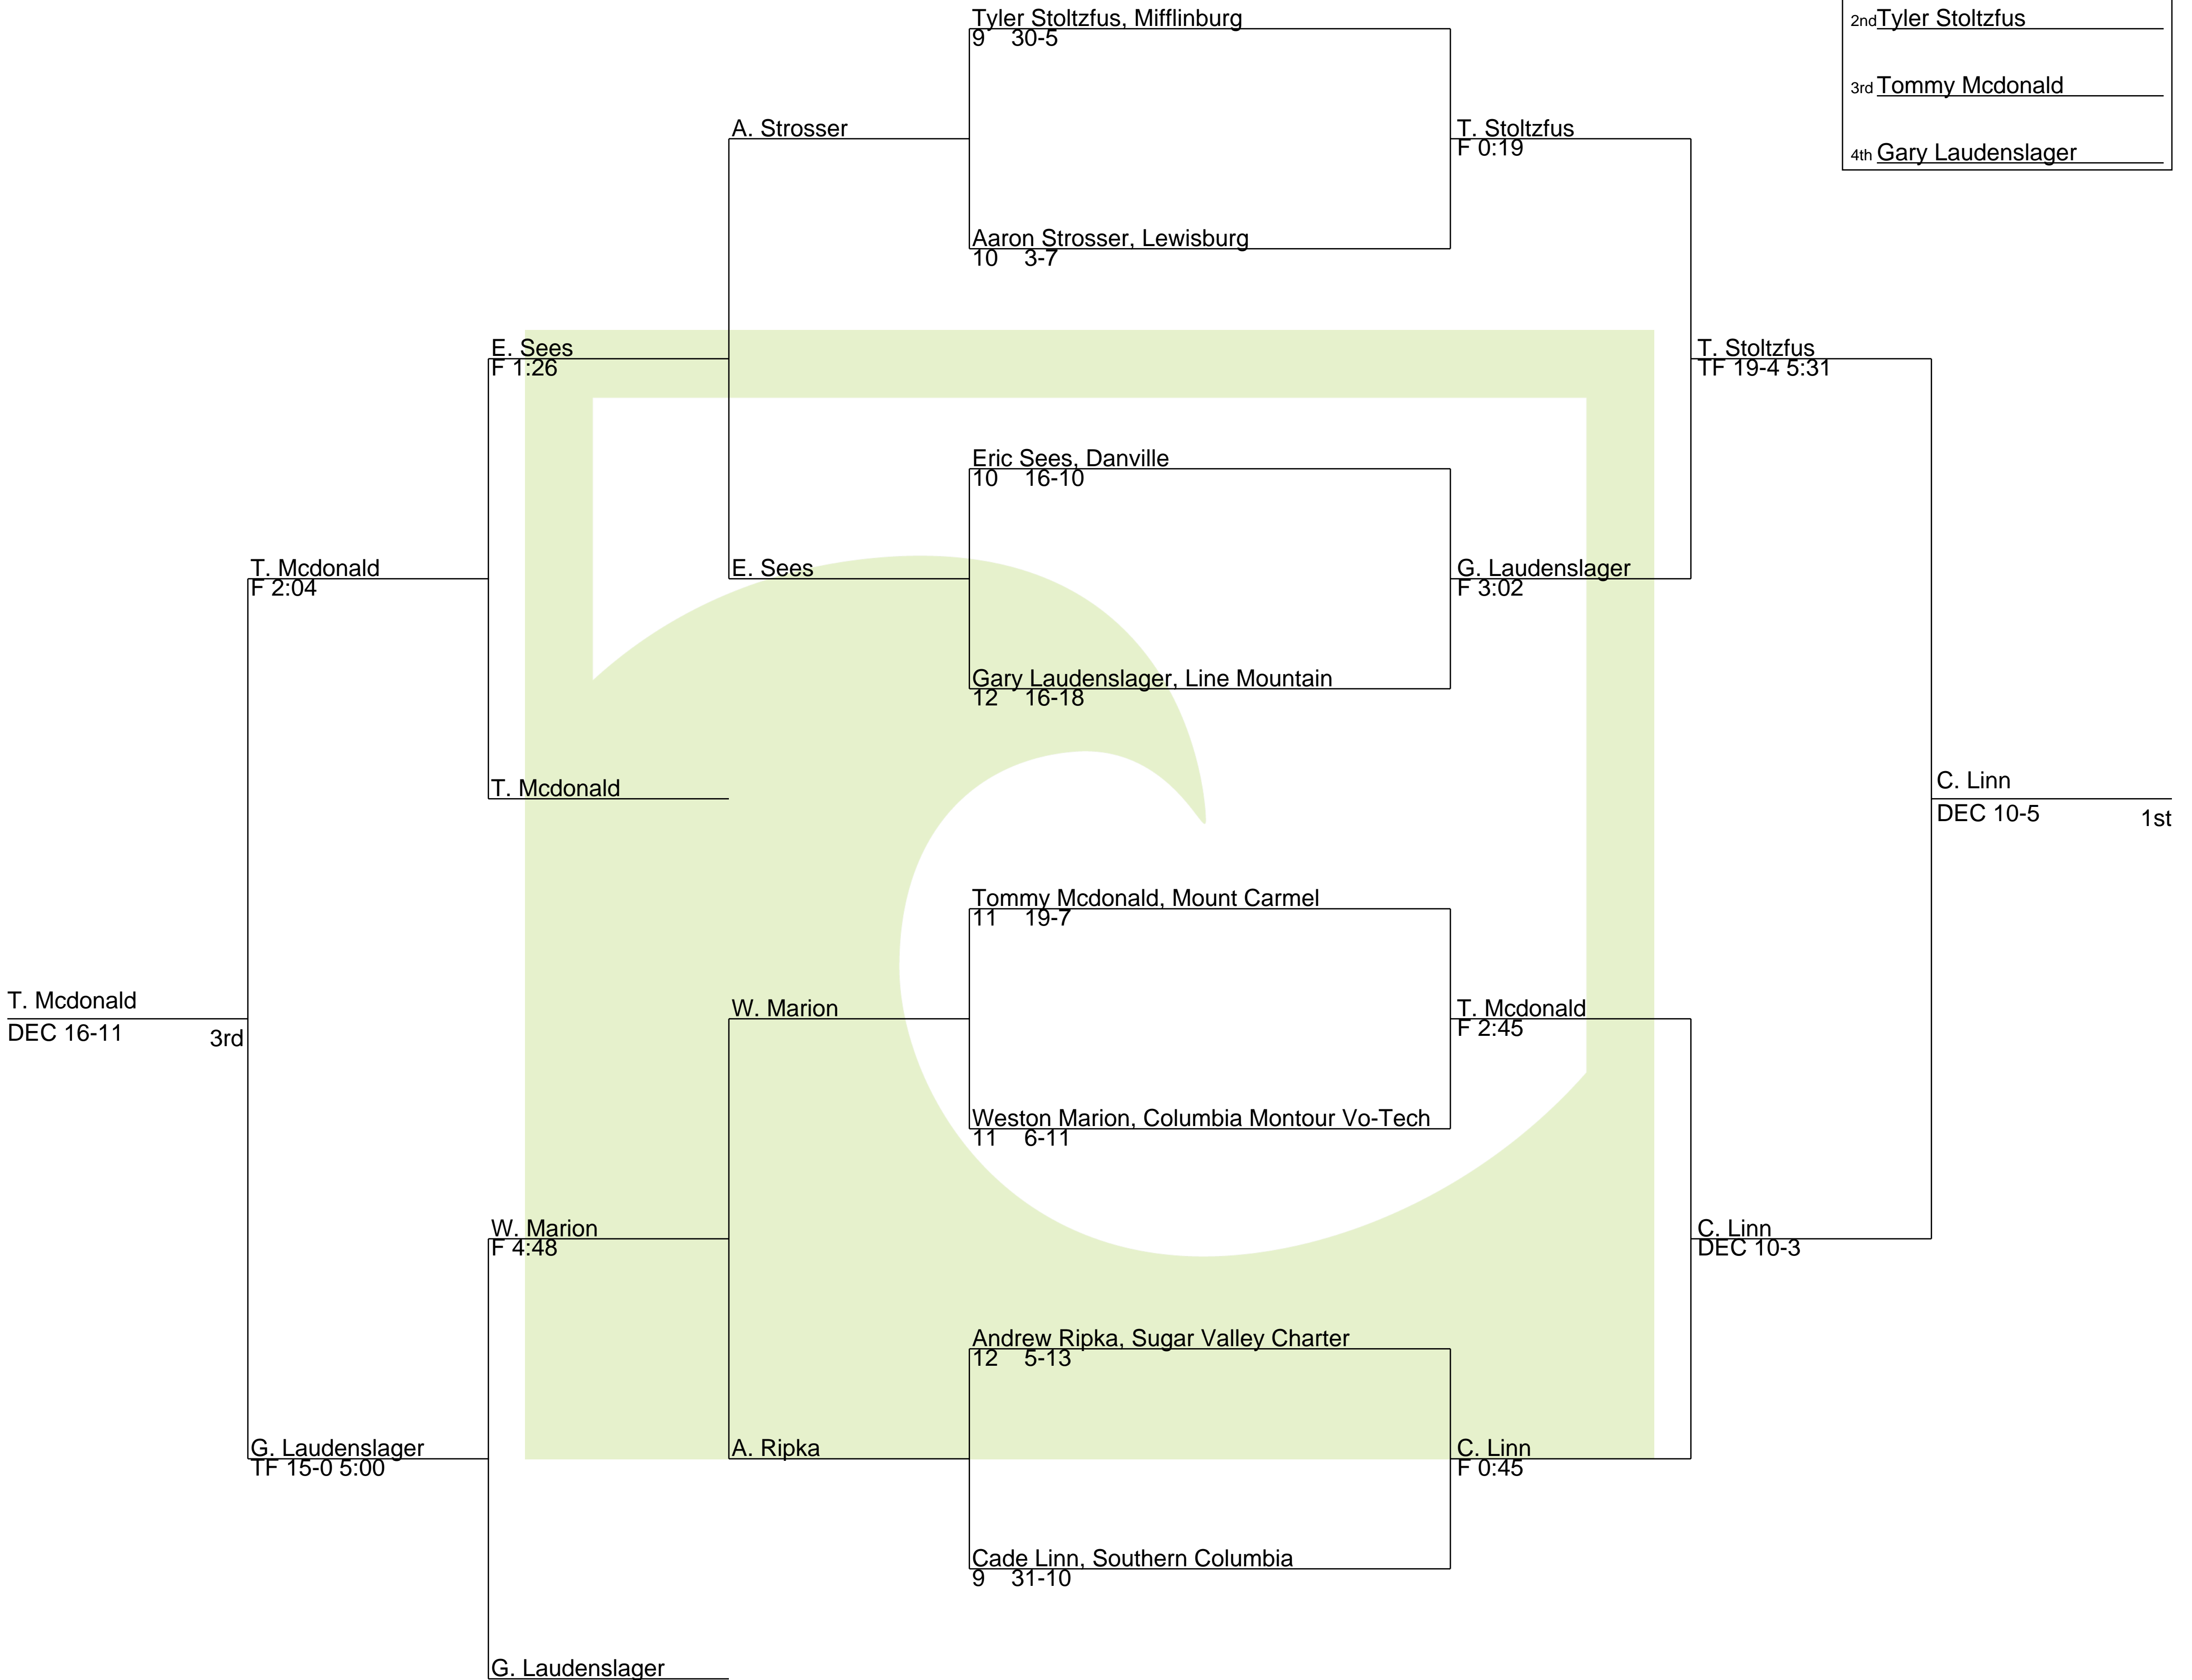 Tyler Stoltzfus, Mifflinburg
9 30-5
2nd Tyler Stoltzfus
3rd Tommy Mcdonald
4th Gary Laudenslager
A. Strosser
T. Stoltzfus
F 0:19
Aaron Strosser, Lewisburg
10 3-7
E. Sees
F 1:26
T. Stoltzfus
TF 19-4 5:31
Eric Sees, Danville
10 16-10
T. Mcdonald
F 2:04
E. Sees
G. Laudenslager
F 3:02
Gary Laudenslager, Line Mountain
12 16-18
T. Mcdonald
C. Linn
DEC 10-5
1st
Tommy Mcdonald, Mount Carmel
11 19-7
T. Mcdonald
DEC 16-11
3rd
W. Marion
T. Mcdonald
F 2:45
Weston Marion, Columbia Montour Vo-Tech
11 6-11
W. Marion
F 4:48
C. Linn
DEC 10-3
Andrew Ripka, Sugar Valley Charter
12 5-13
G. Laudenslager
TF 15-0 5:00
A. Ripka
C. Linn
F 0:45
Cade Linn, Southern Columbia
9 31-10
G. Laudenslager